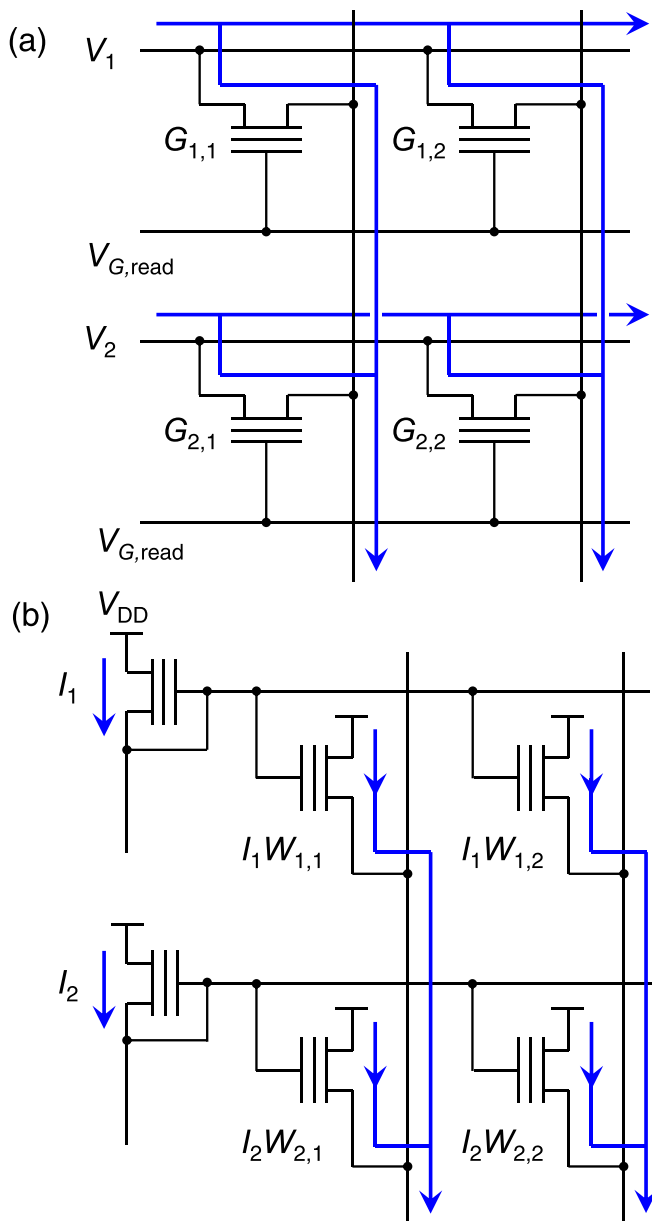 (a)
V1
G1,1
G1,2
VG,read
V2
G2,1
G2,2
VG,read
(b)
VDD
I1
I1W1,1
I1W1,2
I2
I2W2,1
I2W2,2